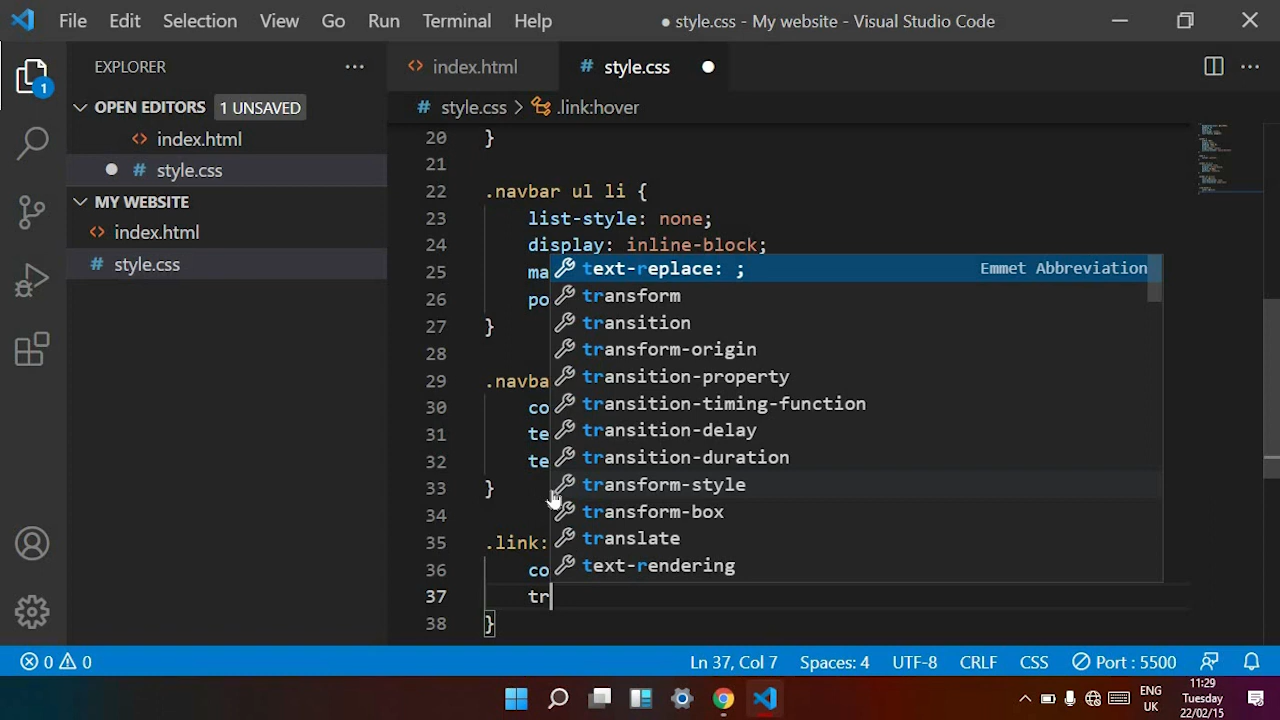 File Edit Selection View Go Run Terminal Help ● style.css - My website - Visual Studio Code
EXPLORER ···
index.html
# style.css ●
1
OPEN EDITORS 1 UNSAVED
# style.css > .link:hover
index.html
20 }
● # style.css
21
MY WEBSITE
22 .navbar ul li {
index.html
23 list-style: none;
# style.css
24 display: inline-block;
25 ma
26 po
27 }
28
29 .navba
30 co
31 te
32 te
33 }
34
35 .link:
36 co
37 tr
38 }
text-replace: ; Emmet Abbreviation
transform
transition
transform-origin
transition-property
transition-timing-function
transition-delay
transition-duration
transform-style
transform-box
translate
text-rendering
0 0 Ln 37, Col 7 Spaces: 4 UTF-8 CRLF CSS Port : 5500
ENG
UK
11:29
Tuesday
22/02/15